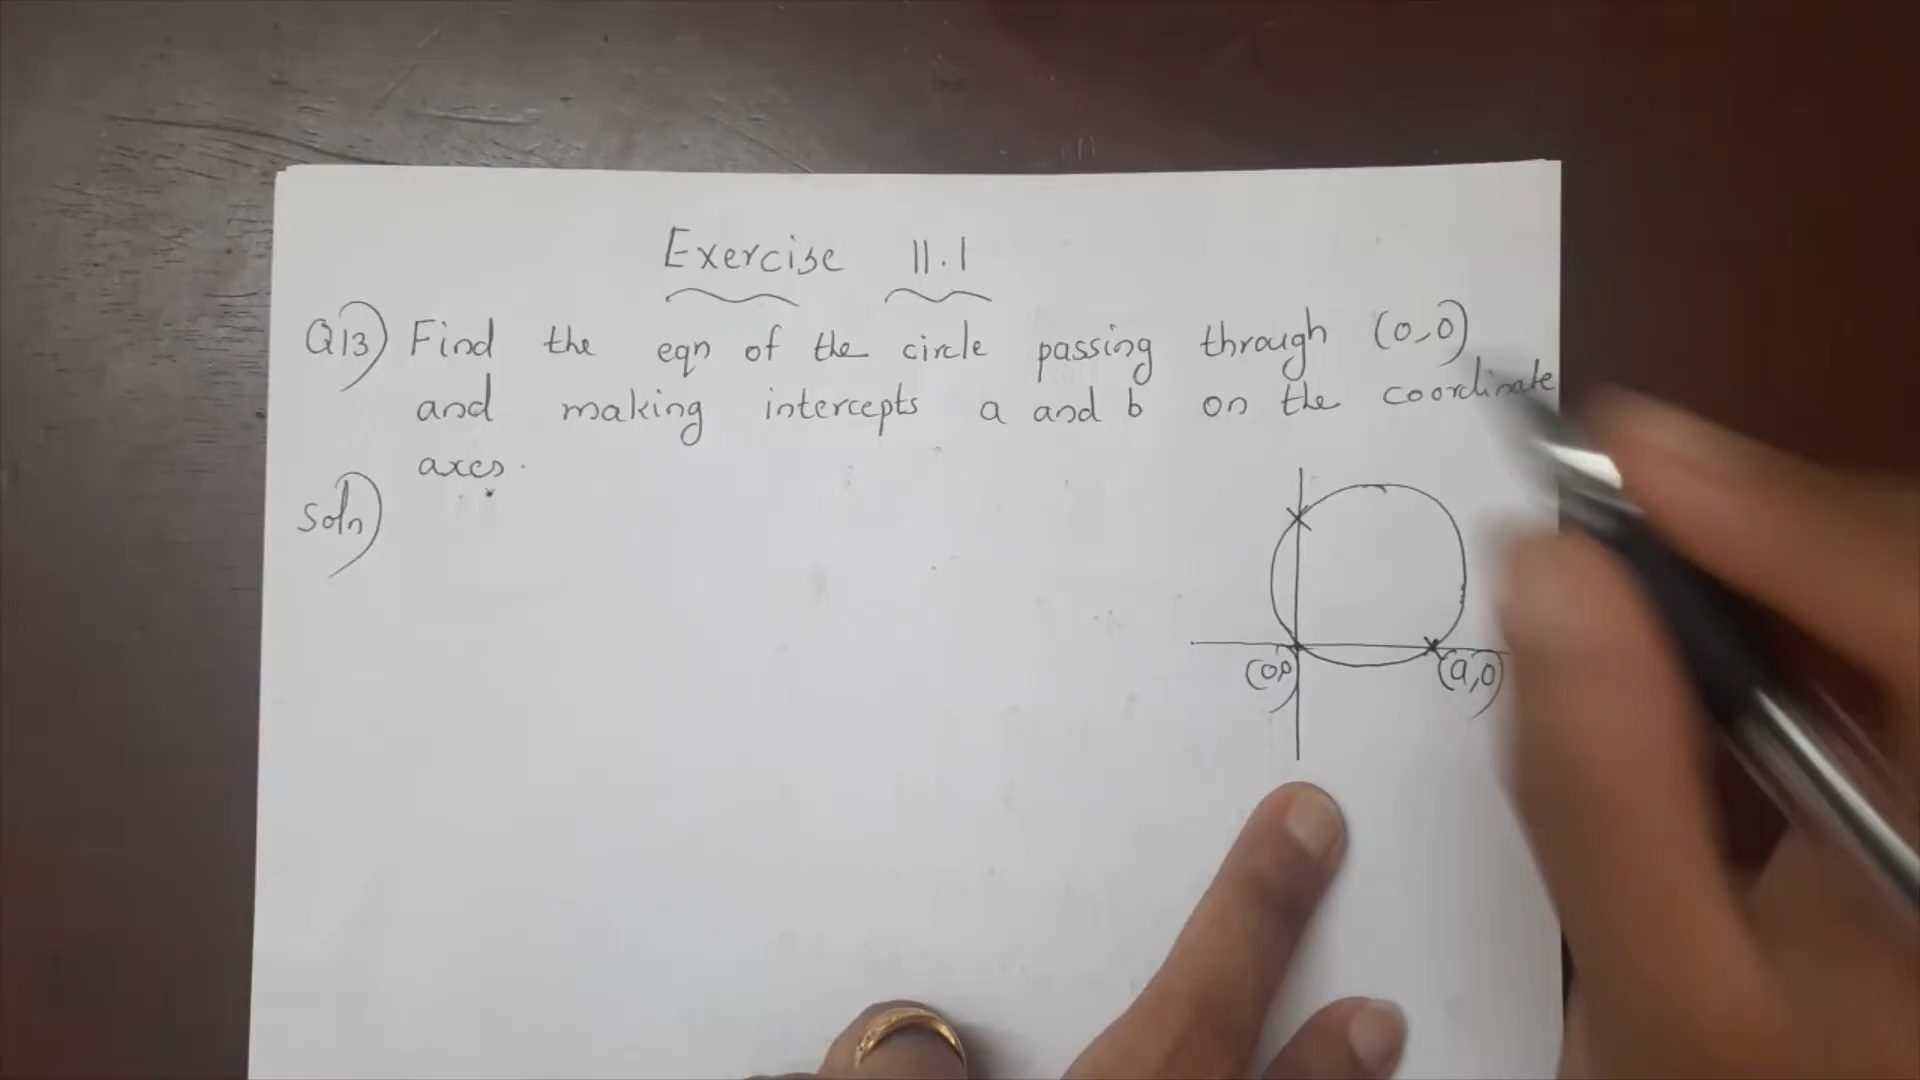 Exercise 11.1
Q13) Find the eqn of the circle passing through (0,0)
and making intercepts a and b on the coordinate
axes.
Soln)
(0,0)
(a,0)